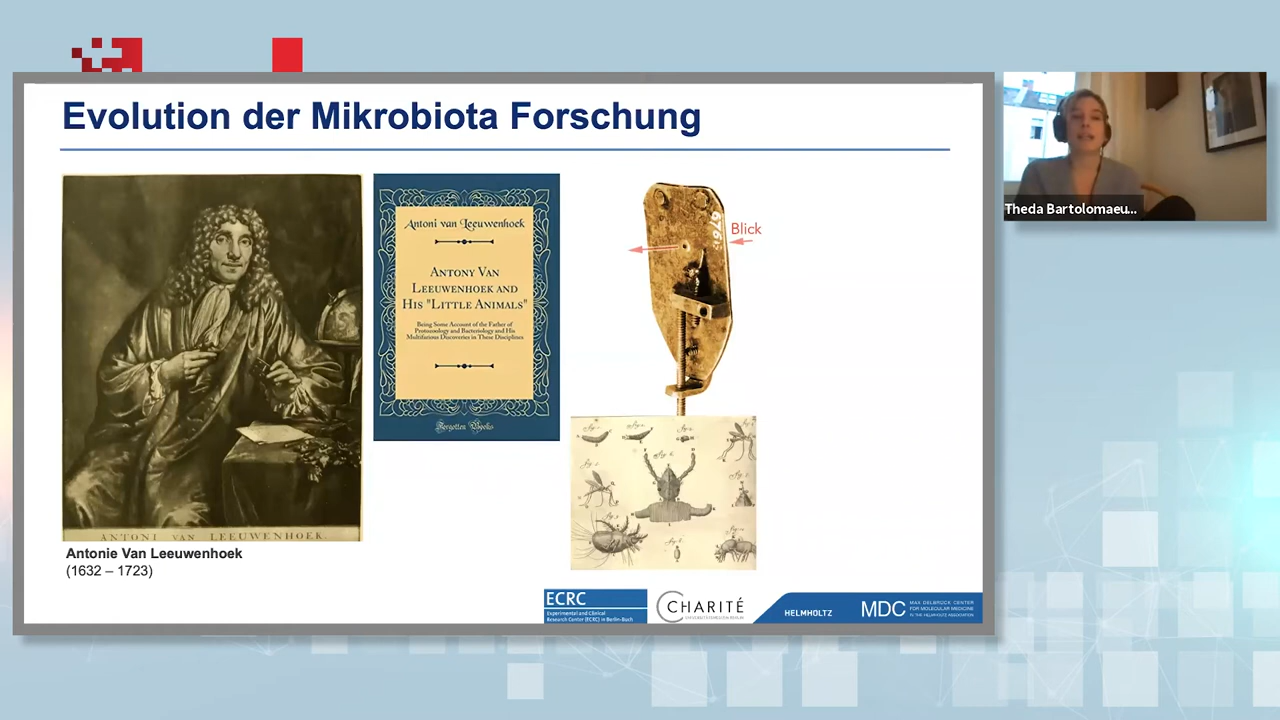 Evolution der Mikrobiota Forschung
Antoni van Leeuwenhoek
ANTONY VAN
LEEUWENHOEK AND
HIS "LITTLE ANIMALS"
Being Some Account of the Father of
Protozoology and Bacteriology and His
Multifarious Discoveries in These Disciplines
Forgotten Books
Blick
ANTONI VAN LEEUWENHOEK.
Antonie Van Leeuwenhoek
(1632 – 1723)
ECRC
Experimental and Clinical
Research Center (ECRC) in Berlin-Buch
CHARITÉ
UNIVERSITÄTSMEDIZIN BERLIN
HELMHOLTZ
MDC
MAX DELBRÜCK CENTER
FOR MOLECULAR MEDICINE
IN THE HELMHOLTZ ASSOCIATION
Theda Bartolomaeu...